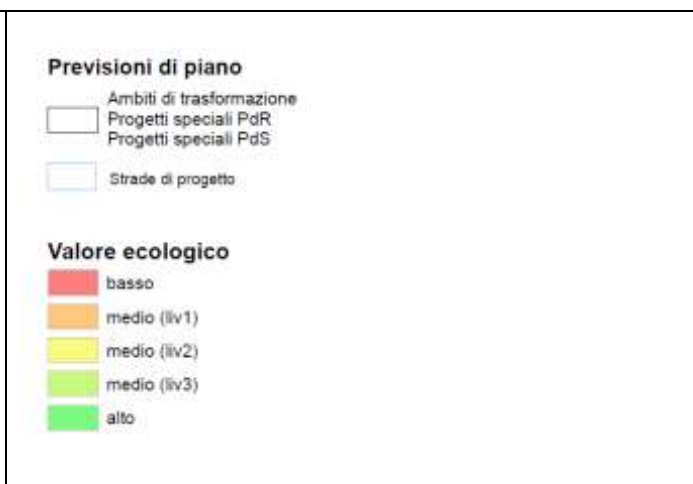 Previsioni di piano
Ambiti di trasformazione
Progetti speciali PdR
Progetti speciali PdS
Strade di progetto
Valore ecologico
basso
medio (liv1)
medio (liv2)
medio (liv3)
alto